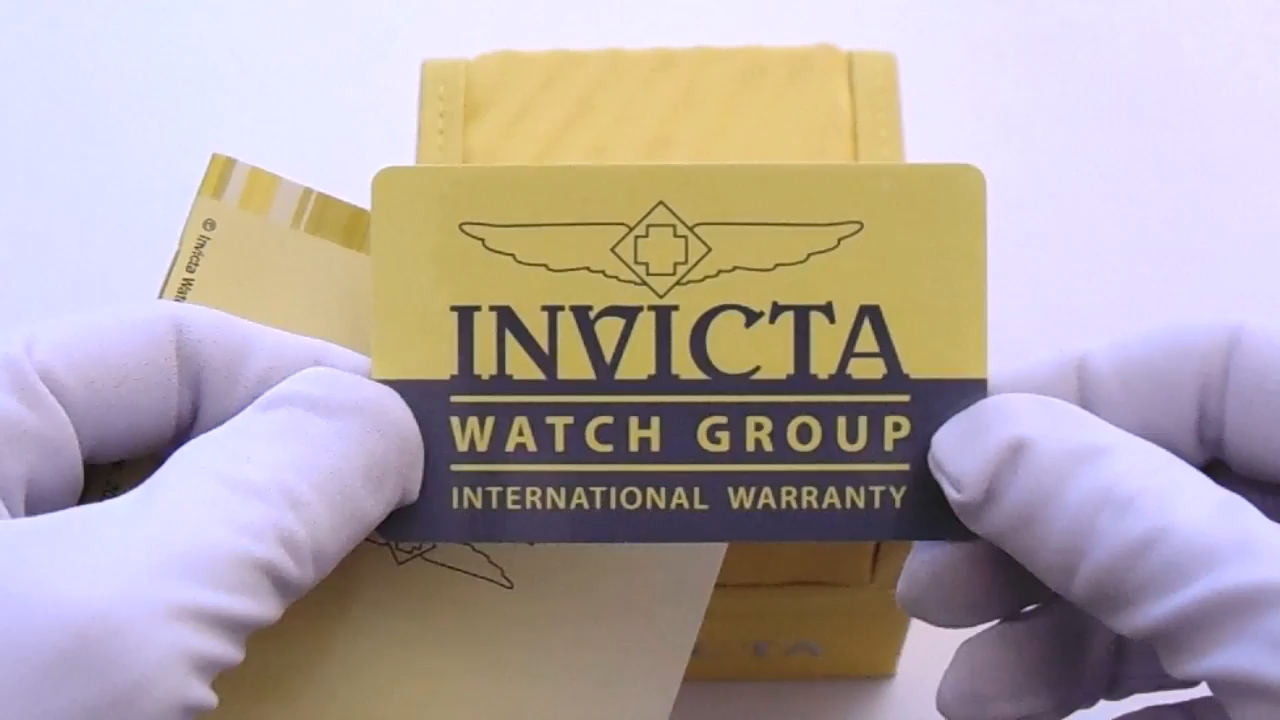 © Invicta
INVICTA
WATCH GROUP
INTERNATIONAL WARRANTY